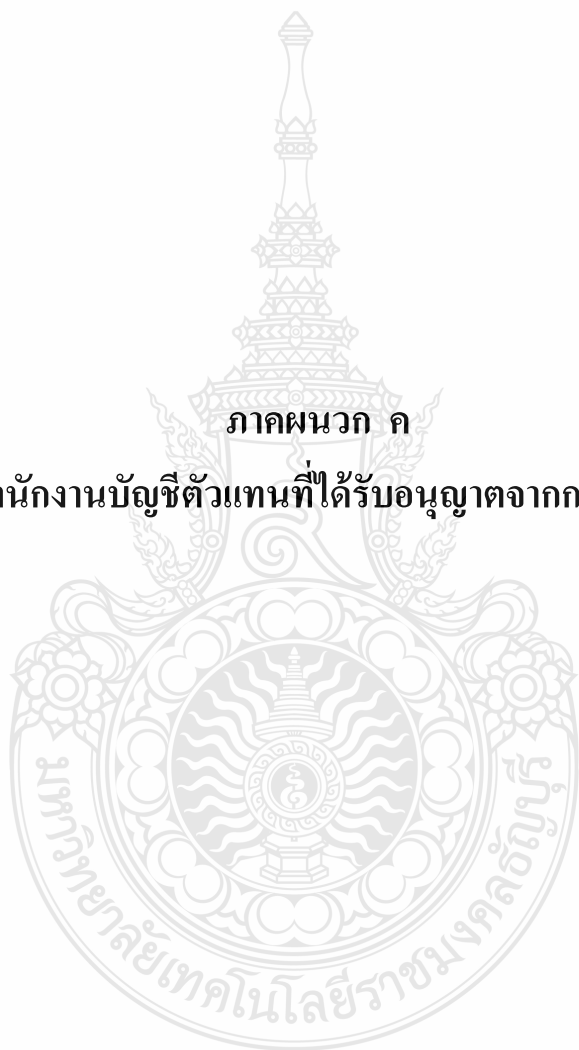 ภาคผนวก ค
นักงานบัญชีตัวแทนที่ได้รับอนุญาตจากก
มหาวิทยาลัยเทคโนโลยีราชมงคลธัญบุรี